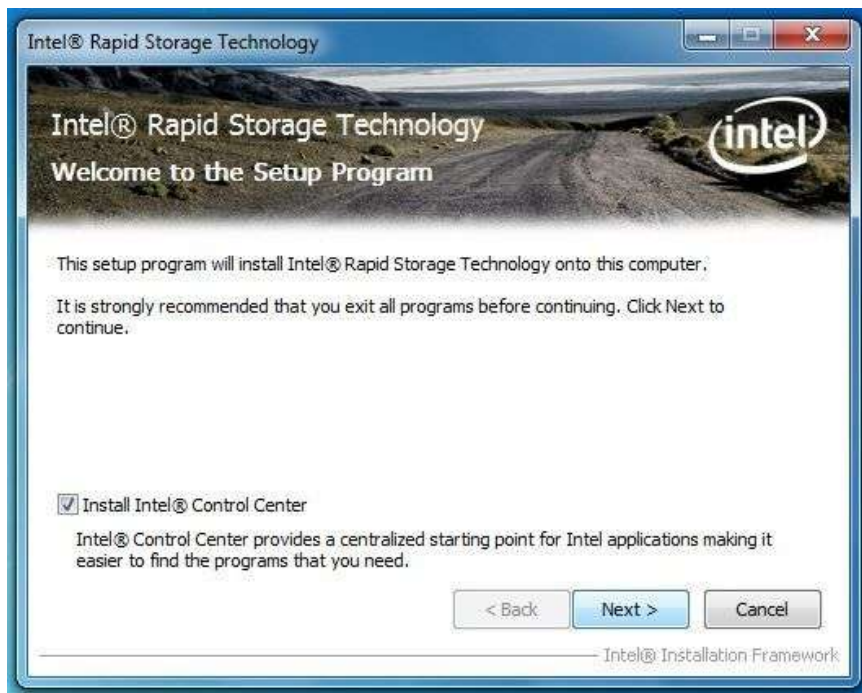 Intel® Rapid Storage Technology
Intel® Rapid Storage Technology
intel
Welcome to the Setup Program
This setup program will install Intel® Rapid Storage Technology onto this computer.
It is strongly recommended that you exit all programs before continuing. Click Next to
continue.
Install Intel® Control Center
Intel® Control Center provides a centralized starting point for Intel applications making it
easier to find the programs that you need.
< Back Next > Cancel
Intel® Installation Framework